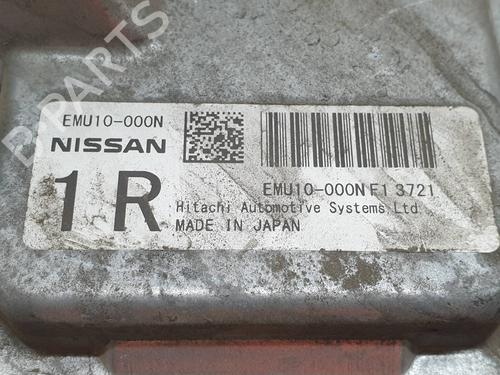 EMU10-000N
NISSAN
1R
EMU10-000N F1 3721
Hitachi Automotive Systems,Ltd.
MADE IN JAPAN
B-PARTS